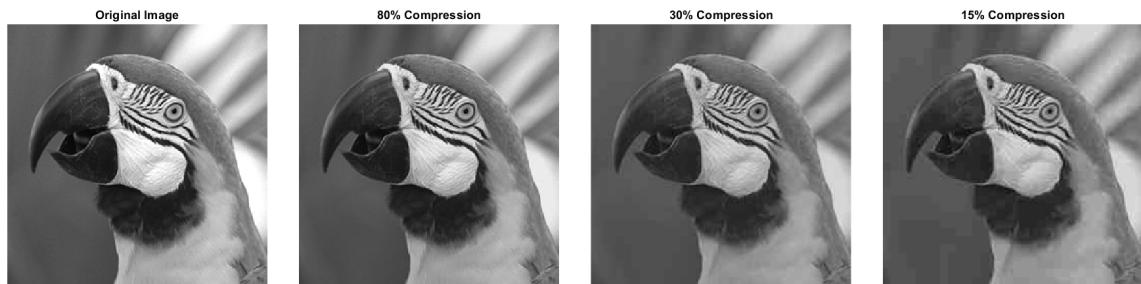 Original Image
80% Compression
30% Compression
15% Compression